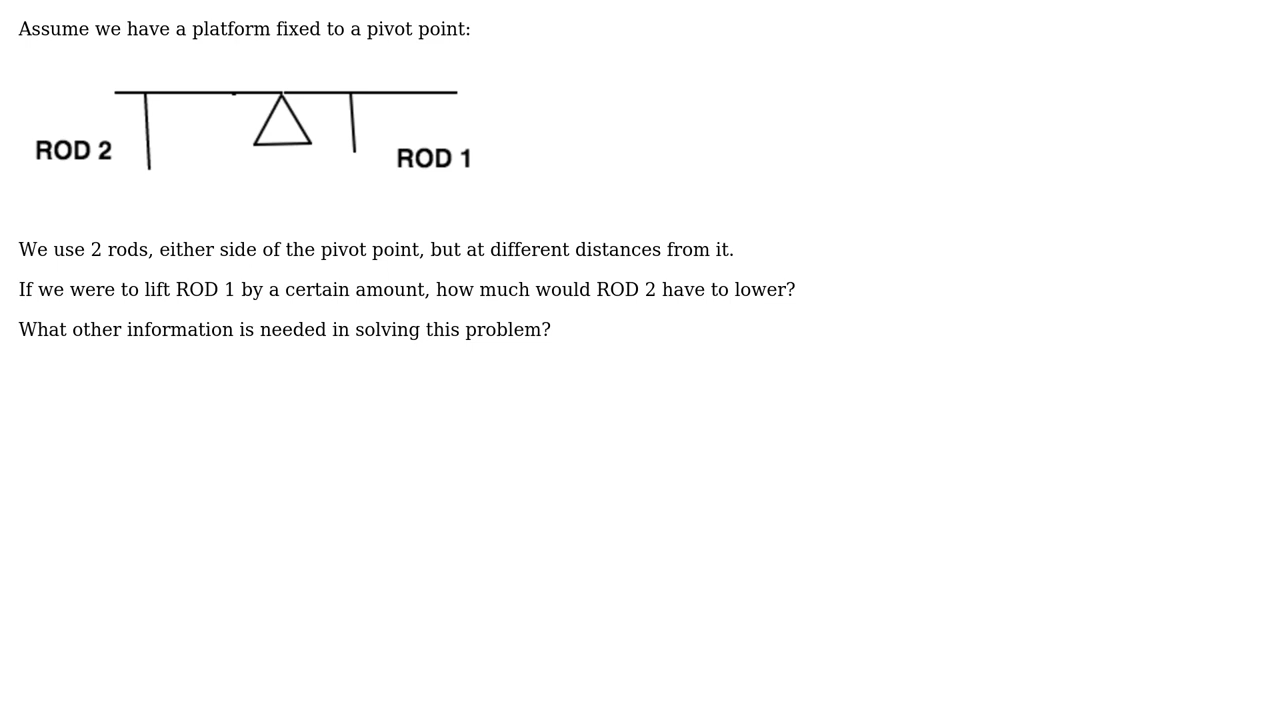 Assume we have a platform fixed to a pivot point:
ROD 2
ROD 1
We use 2 rods, either side of the pivot point, but at different distances from it.
If we were to lift ROD 1 by a certain amount, how much would ROD 2 have to lower?
What other information is needed in solving this problem?